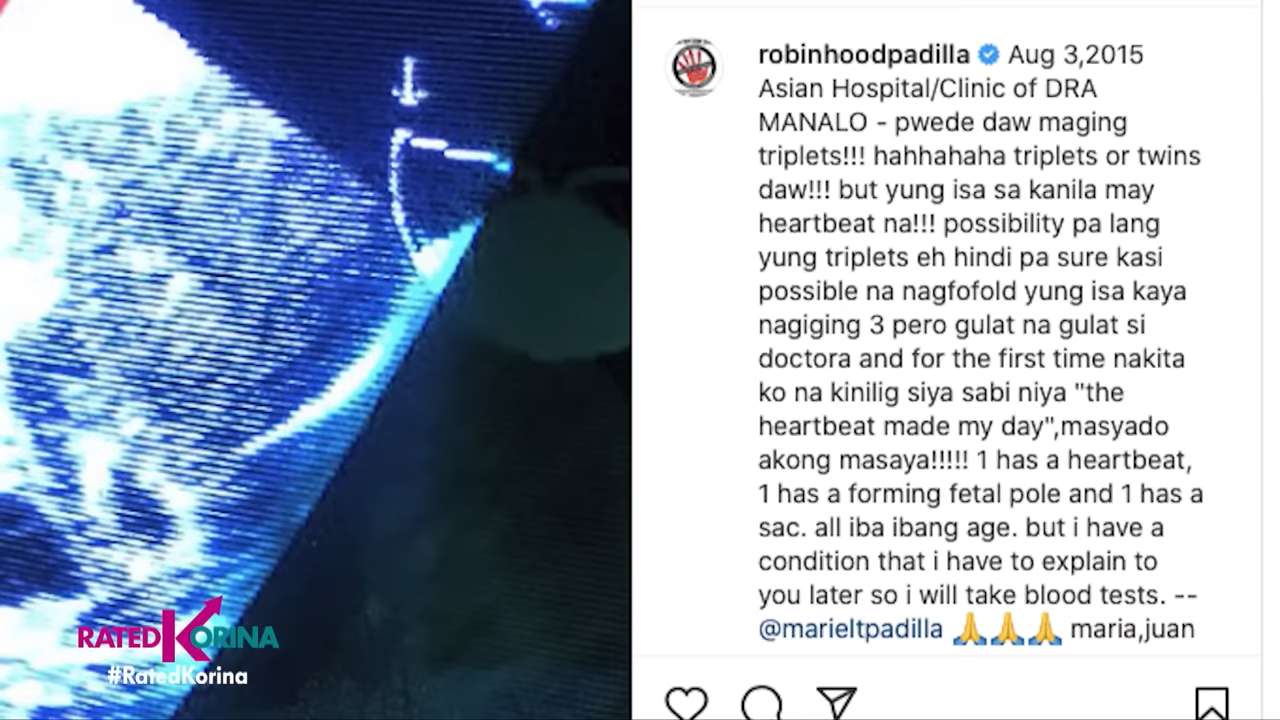 robinhoodpadilla Aug 3,2015
Asian Hospital/Clinic of DRA
MANALO - pwede daw maging
triplets!!! hahhahaha triplets or twins
daw!!! but yung isa sa kanila may
heartbeat na!!! possibility pa lang
yung triplets eh hindi pa sure kasi
possible na nagfofold yung isa kaya
nagiging 3 pero gulat na gulat si
doctora and for the first time nakita
ko na kinilig siya sabi niya "the
heartbeat made my day",masyado
akong masaya!!!!! 1 has a heartbeat,
1 has a forming fetal pole and 1 has a
sac. all iba ibang age. but i have a
condition that i have to explain to
you later so i will take blood tests. --
@marieltpadilla 🙏🙏🙏 maria,juan
RATED KORINA
#RatedKorina